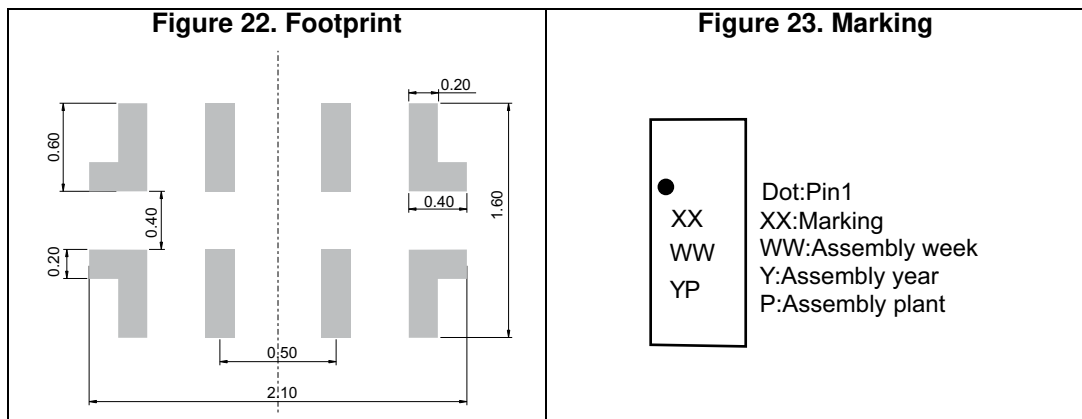 Figure 22. Footprint
0.20
0.60
0.40
0.40
1.60
0.20
0.50
2.10
Figure 23. Marking
XX
WW
YP
Dot:Pin1
XX:Marking
WW:Assembly week
Y:Assembly year
P:Assembly plant